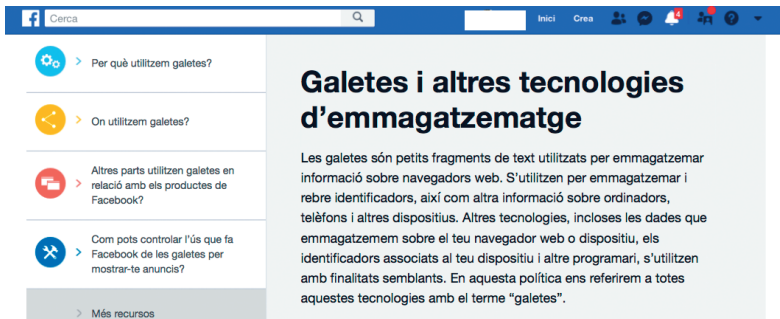 f Cerca Inici Crea 4
Per què utilitzem galetes?
On utilitzem galetes?
Altres parts utilitzen galetes en
relació amb els productes de
Facebook?
Com pots controlar l'ús que fa
Facebook de les galetes per
mostrar-te anuncis?
Més recursos
Galetes i altres tecnologies
d'emmagatzematge
Les galetes són petits fragments de text utilitzats per emmagatzemar
informació sobre navegadors web. S'utilitzen per emmagatzemar i
rebre identificadors, així com altra informació sobre ordinadors,
telèfons i altres dispositius. Altres tecnologies, incloses les dades que
emmagatzemem sobre el teu navegador web o dispositiu, els
identificadors associats al teu dispositiu i altre programari, s'utilitzen
amb finalitats semblants. En aquesta política ens referirem a totes
aquestes tecnologies amb el terme “galetes”.